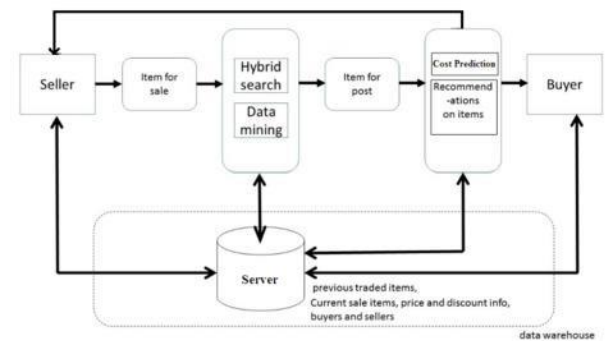 Seller
Item for
sale
Hybrid
search
Data
mining
Item for
post
Cost Prediction
Recommend
-ations
on items
Buyer
Server
previous traded items,
Current sale items, price and discount info,
buyers and sellers
data warehouse